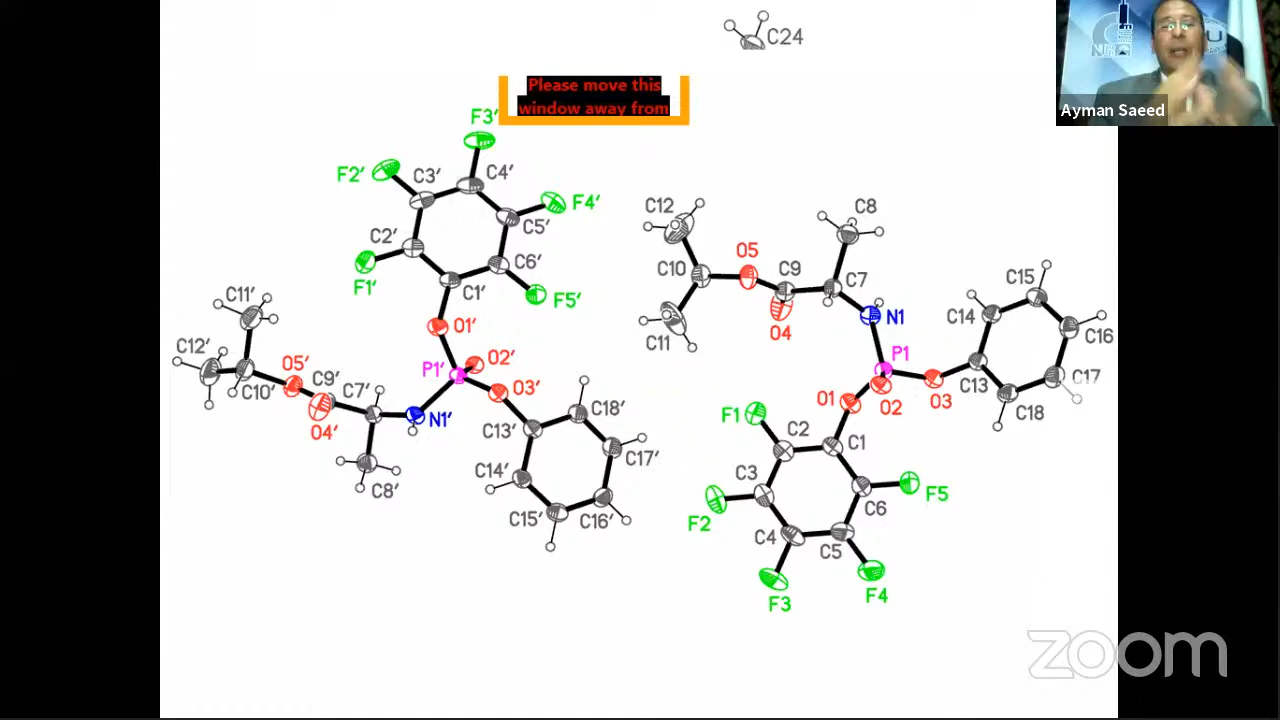 C24
Please move this
window away from
Ayman Saeed
F3′
F2′
C3′
C4′
F4′
C5′
C2′
C6′
F1′
C1′
F5′
C11′
O1′
C12′
O2′
O5′
C9′
P1′
C10′
C7′
O3′
O4′
N1′
C18′
C13′
C17′
C14′
C8′
C15′
C16′
C12
C8
O5
C9
C10
C7
C15
O4
N1
C14
C11
C16
P1
C13
C17
O1
O2
O3
C18
F1
C2
C1
C3
F5
C6
F2
C4
C5
F3
F4
zoom